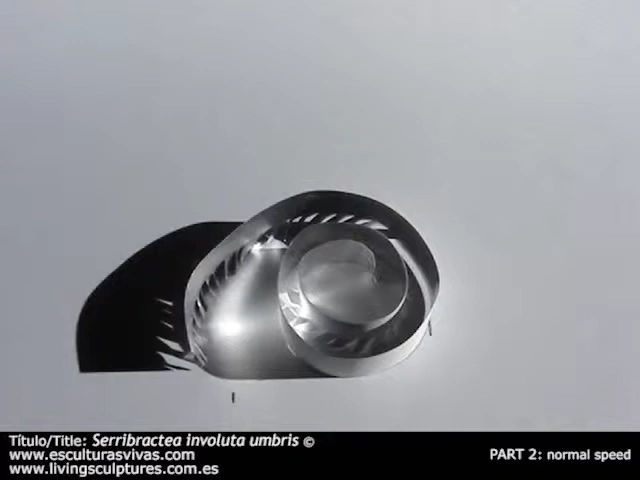 Título/Title: Serribractea involuta umbris ©
www.esculturasvivas.com
PART 2: normal speed
www.livingsculptures.com.es